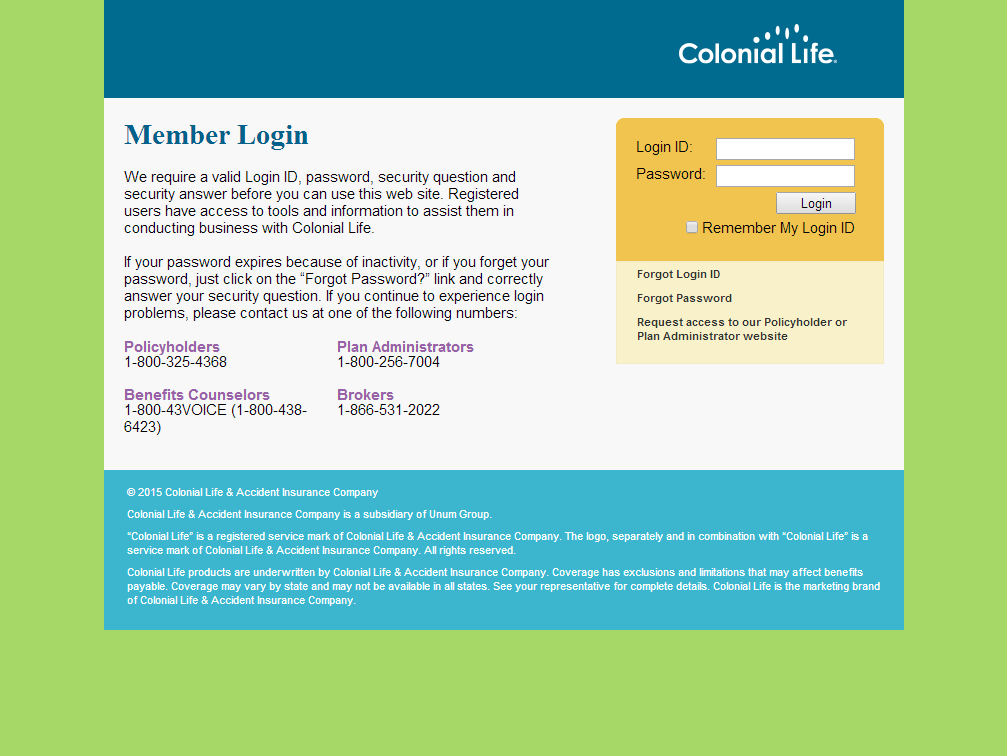 Colonial Life®
Member Login
We require a valid Login ID, password, security question and
security answer before you can use this web site. Registered
users have access to tools and information to assist them in
conducting business with Colonial Life.
If your password expires because of inactivity, or if you forget your
password, just click on the “Forgot Password?” link and correctly
answer your security question. If you continue to experience login
problems, please contact us at one of the following numbers:
Policyholders
1-800-325-4368
Plan Administrators
1-800-256-7004
Benefits Counselors
1-800-43VOICE (1-800-438-
6423)
Brokers
1-866-531-2022
Login ID:
Password:
Login
Remember My Login ID
Forgot Login ID
Forgot Password
Request access to our Policyholder or
Plan Administrator website
© 2015 Colonial Life & Accident Insurance Company
Colonial Life & Accident Insurance Company is a subsidiary of Unum Group.
“Colonial Life” is a registered service mark of Colonial Life & Accident Insurance Company. The logo, separately and in combination with “Colonial Life” is a
service mark of Colonial Life & Accident Insurance Company. All rights reserved.
Colonial Life products are underwritten by Colonial Life & Accident Insurance Company. Coverage has exclusions and limitations that may affect benefits
payable. Coverage may vary by state and may not be available in all states. See your representative for complete details. Colonial Life is the marketing brand
of Colonial Life & Accident Insurance Company.